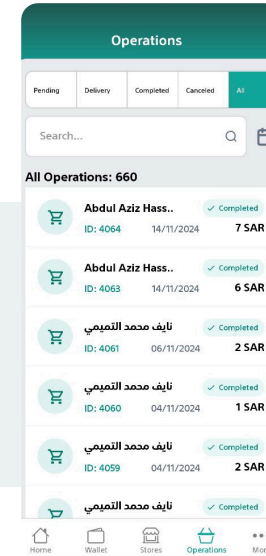 Operations
Pending Delivery Completed Canceled All
Search...
All Operations: 660
Abdul Aziz Hass.. ✓ Completed
ID: 4064 14/11/2024 7 SAR
Abdul Aziz Hass.. ✓ Completed
ID: 4063 14/11/2024 6 SAR
نايف محمد التميمي ✓ Completed
ID: 4061 06/11/2024 2 SAR
نايف محمد التميمي ✓ Completed
ID: 4060 04/11/2024 1 SAR
نايف محمد التميمي ✓ Completed
ID: 4059 04/11/2024 2 SAR
نايف محمد التميمي ✓ Completed
Home Wallet Stores Operations Mor